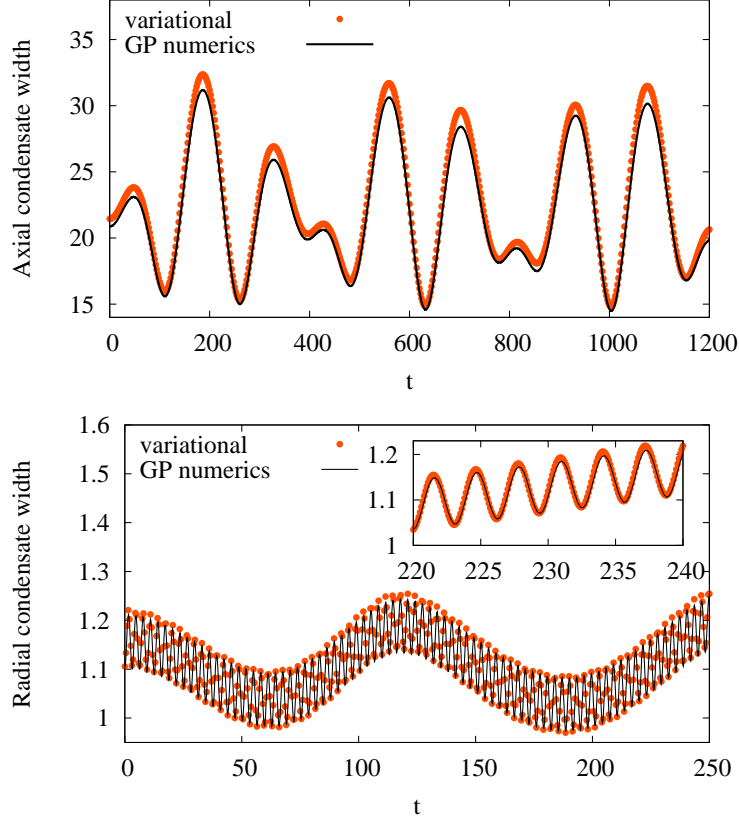 variational
GP numerics
Axial condensate width
35
30
25
20
15
0 200 400 600 800 1000 1200
t
variational
GP numerics
Radial condensate width
1.6
1.5
1.4
1.3
1.2
1.1
1
1.2
1.1
1
220 225 230 235 240
0 50 100 150 200 250
t